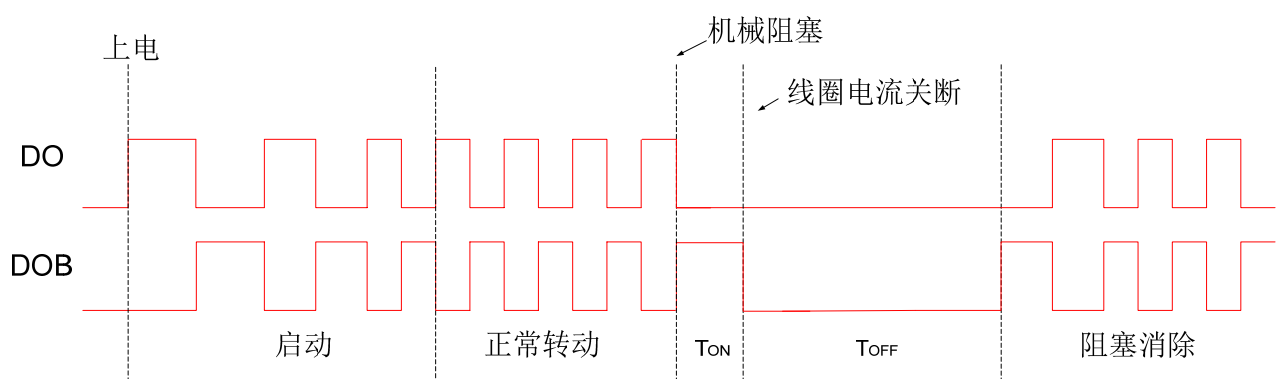 上电
机械阻塞
线圈电流关断
DO
DOB
启动
正常转动
TON
TOFF
阻塞消除